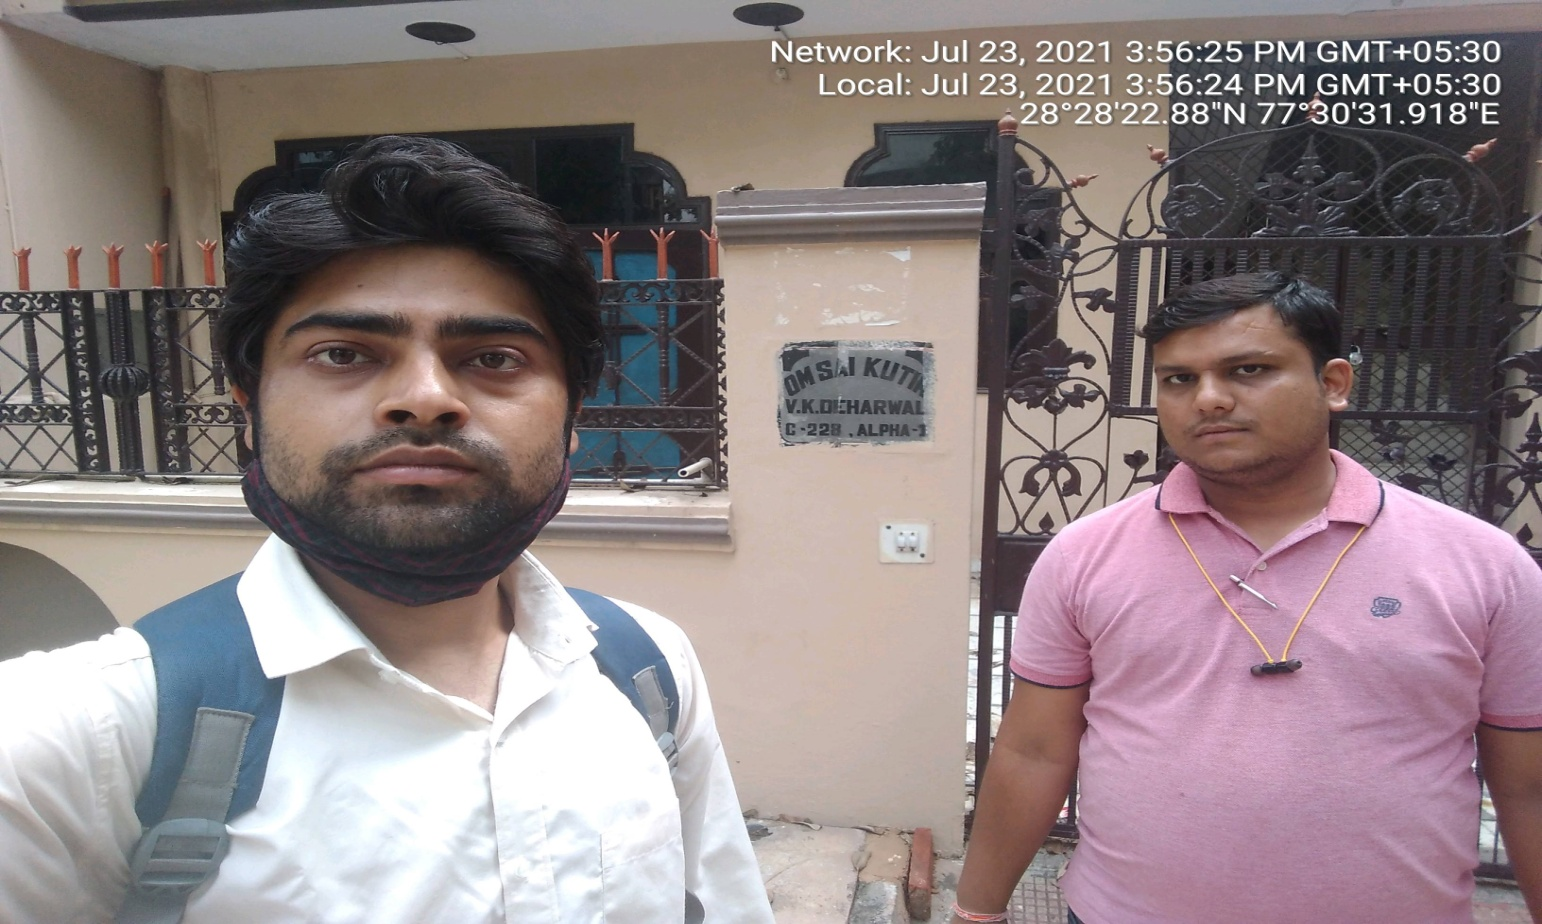 Network: Jul 23, 2021 3:56:25 PM GMT+05:30
Local: Jul 23, 2021 3:56:24 PM GMT+05:30
28°28'22.88"N 77°30'31.918"E
OM SAI KUTIR
V.K.DEHARWAL
C-228 , ALPHA-1